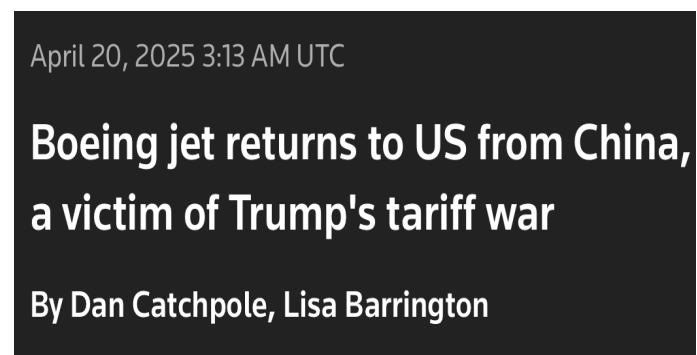 April 20, 2025 3:13 AM UTC
Boeing jet returns to US from China,
a victim of Trump's tariff war
By Dan Catchpole, Lisa Barrington